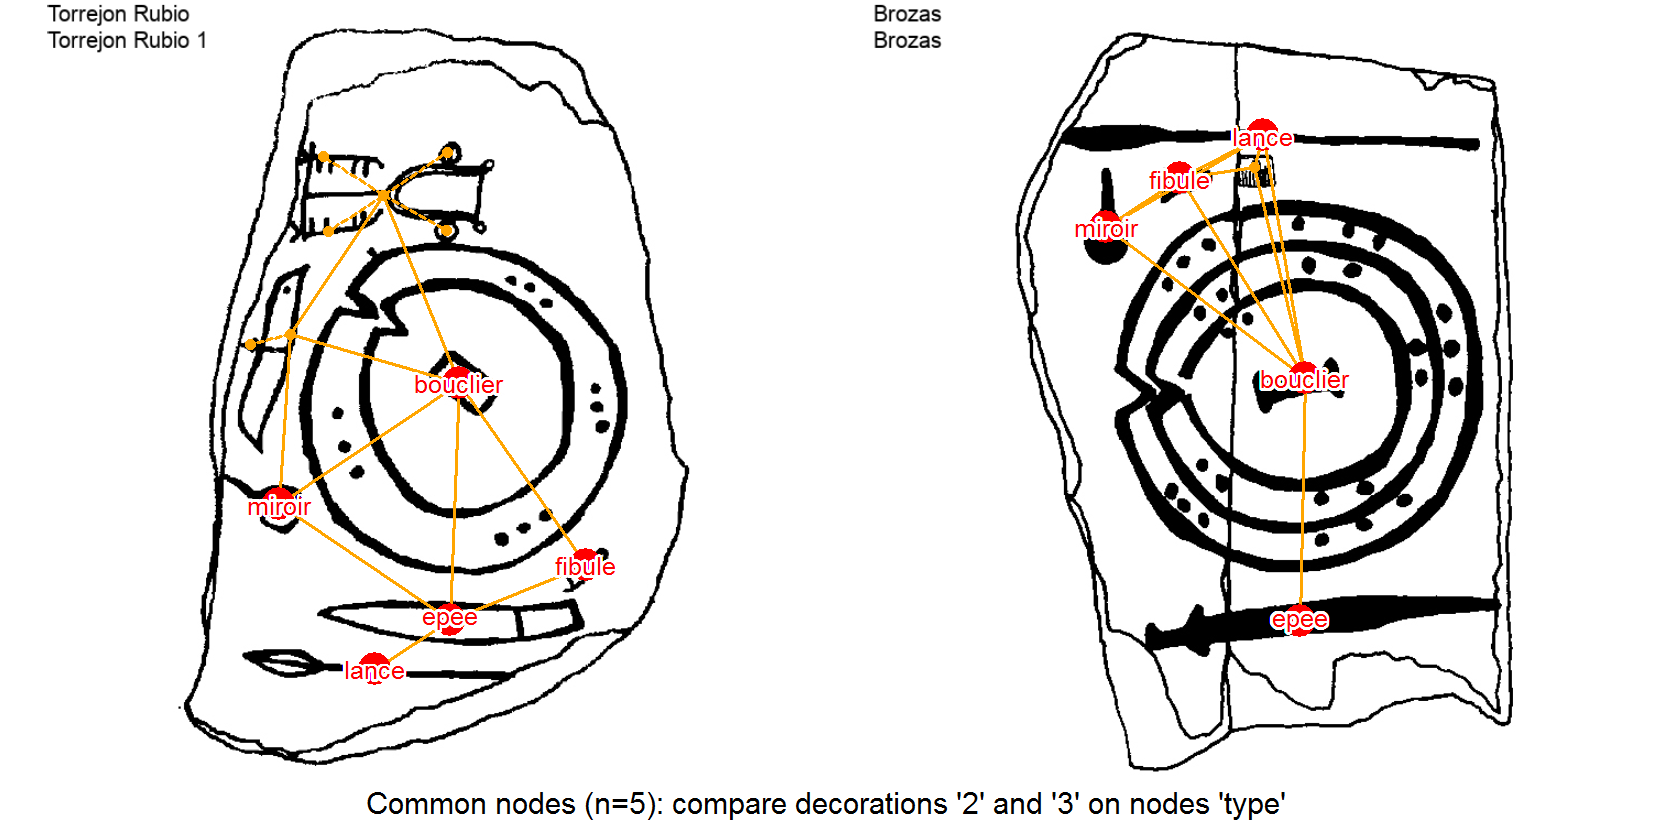 Torrejon Rubio
Torrejon Rubio 1
Brozas
Brozas
lance
fibule
miroir
bouclier
bouclier
miroir
fibule
epee
epee
lance
Common nodes (n=5): compare decorations '2' and '3' on nodes 'type'